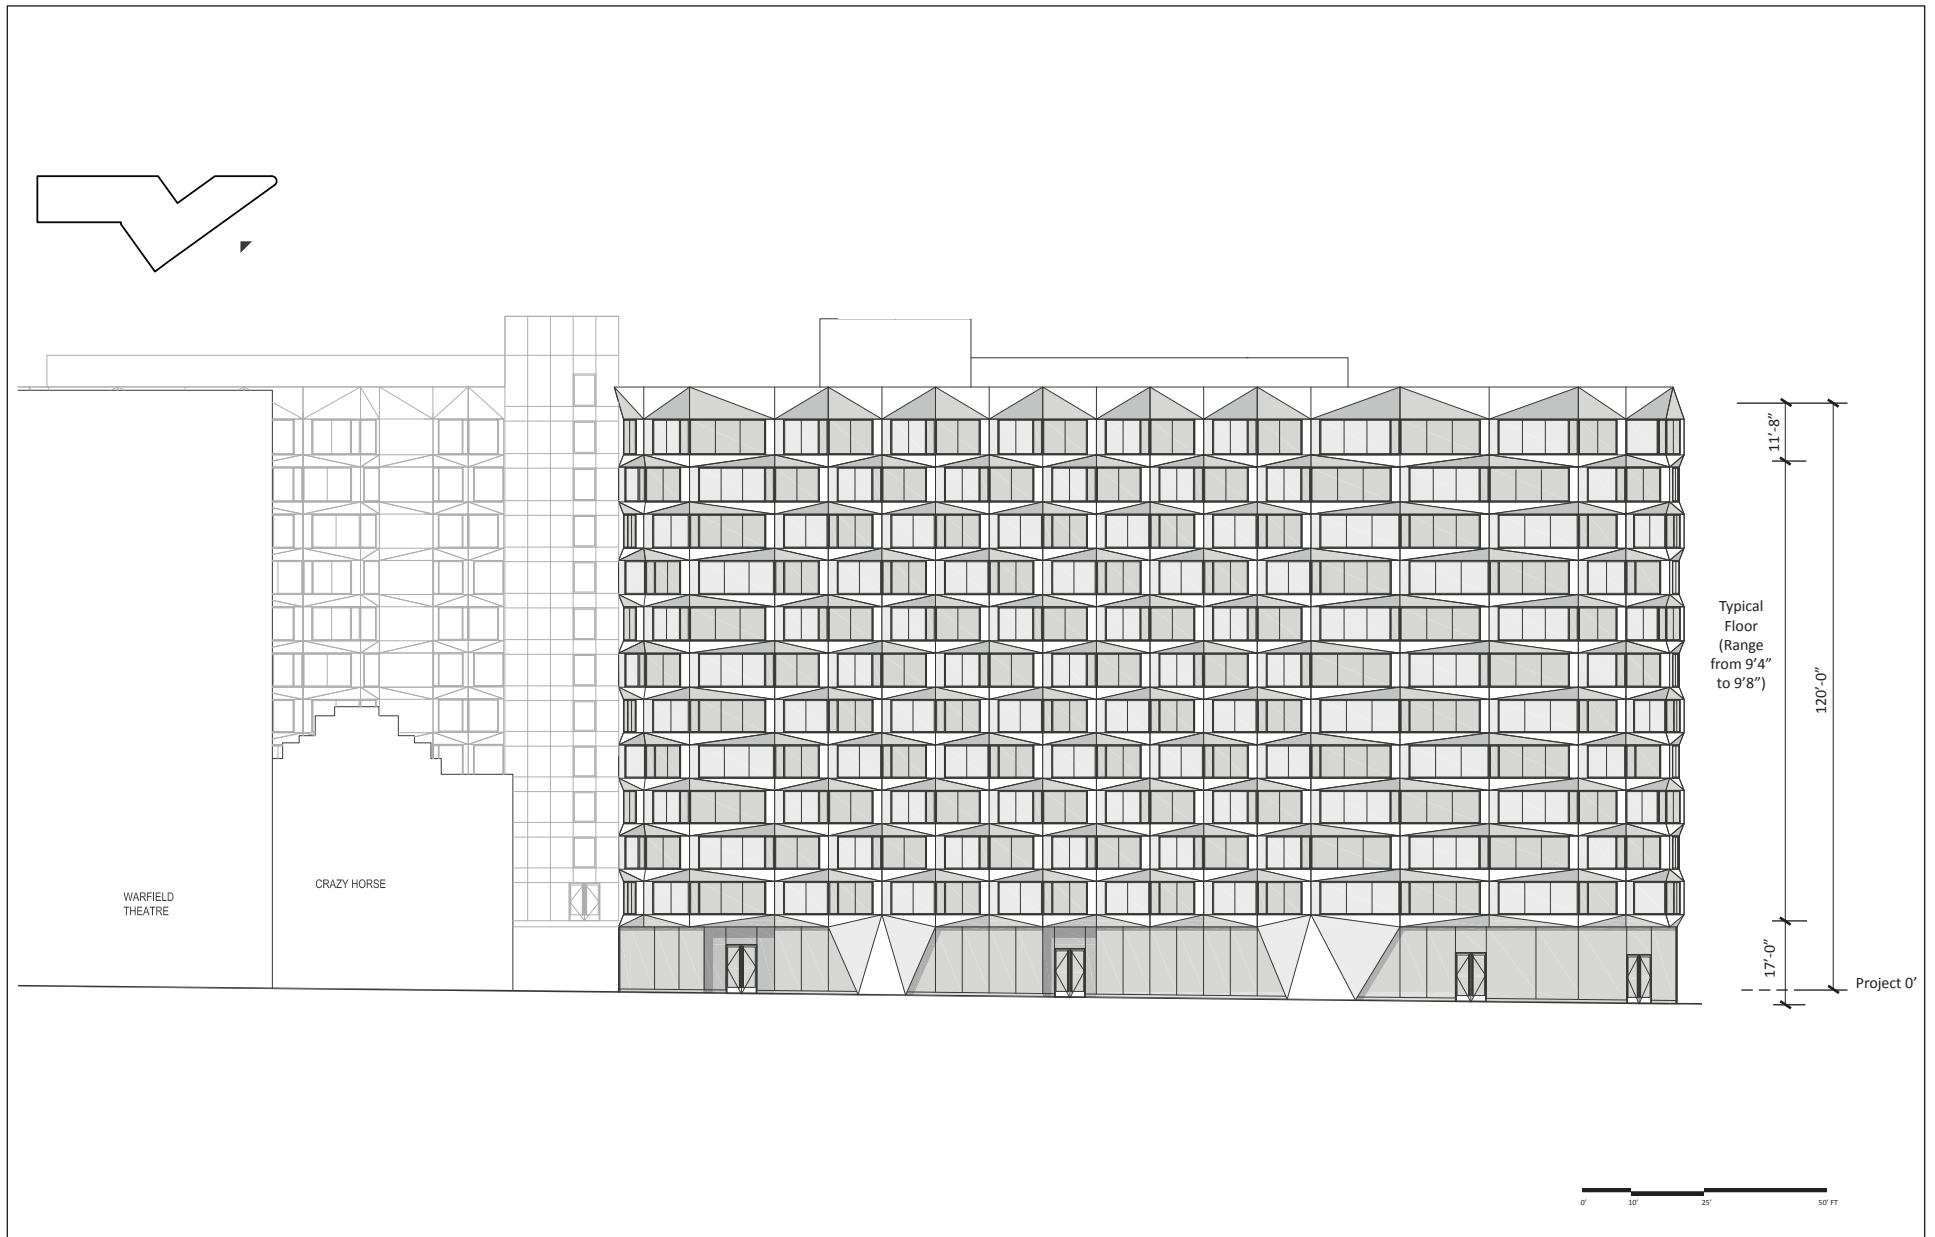 11'-8"
Typical
Floor
(Range
from 9'4"
to 9'8")
120'-0"
WARFIELD
THEATRE
CRAZY HORSE
17'-0"
Project 0'
0'
10'
25'
50' FT